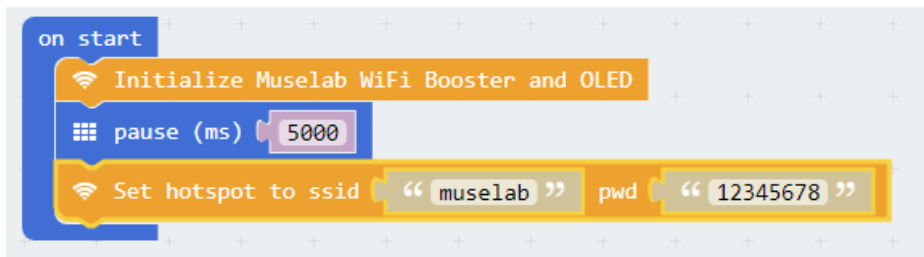 on start
Initialize Muselab WiFi Booster and OLED
pause (ms) 5000
Set hotspot to ssid “ muselab ” pwd “ 12345678 ”